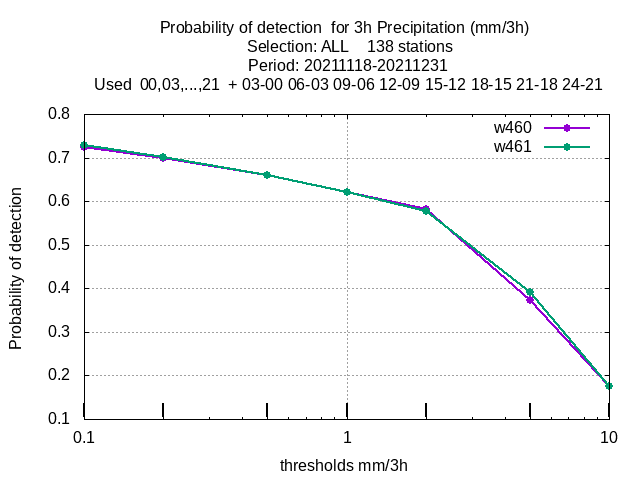 Probability of detection  for 3h Precipitation (mm/3h)
Selection: ALL    138 stations
Period: 20211118-20211231
Used  00,03,...,21  + 03-00 06-03 09-06 12-09 15-12 18-15 21-18 24-21
w460
w461
0.8
0.7
0.6
0.5
0.4
0.3
0.2
0.1
Probability of detection
0.1 1 10
thresholds mm/3h